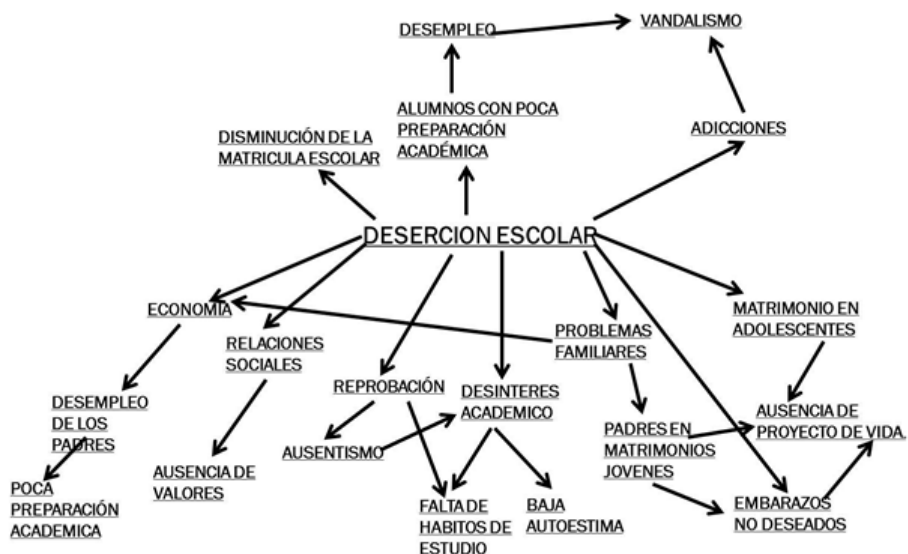 DESEMPLEO
VANDALISMO
ALUMNOS CON POCA
PREPARACIÓN
ACADÉMICA
ADICCIONES
DISMINUCIÓN DE LA
MATRICULA ESCOLAR
DESERCION ESCOLAR
ECONOMÍA
RELACIONES
SOCIALES
REPROBACIÓN
DESINTERES
ACADEMICO
PROBLEMAS
FAMILIARES
MATRIMONIO EN
ADOLESCENTES
DESEMPLEO
DE LOS
PADRES
POCA
PREPARACIÓN
ACADEMICA
AUSENCIA DE
VALORES
AUSENTISMO
FALTA DE
HABITOS DE
ESTUDIO
BAJA
AUTOESTIMA
PADRES EN
MATRIMONIOS
JOVENES
AUSENCIA DE
PROYECTO DE VIDA.
EMBARAZOS
NO DESEADOS